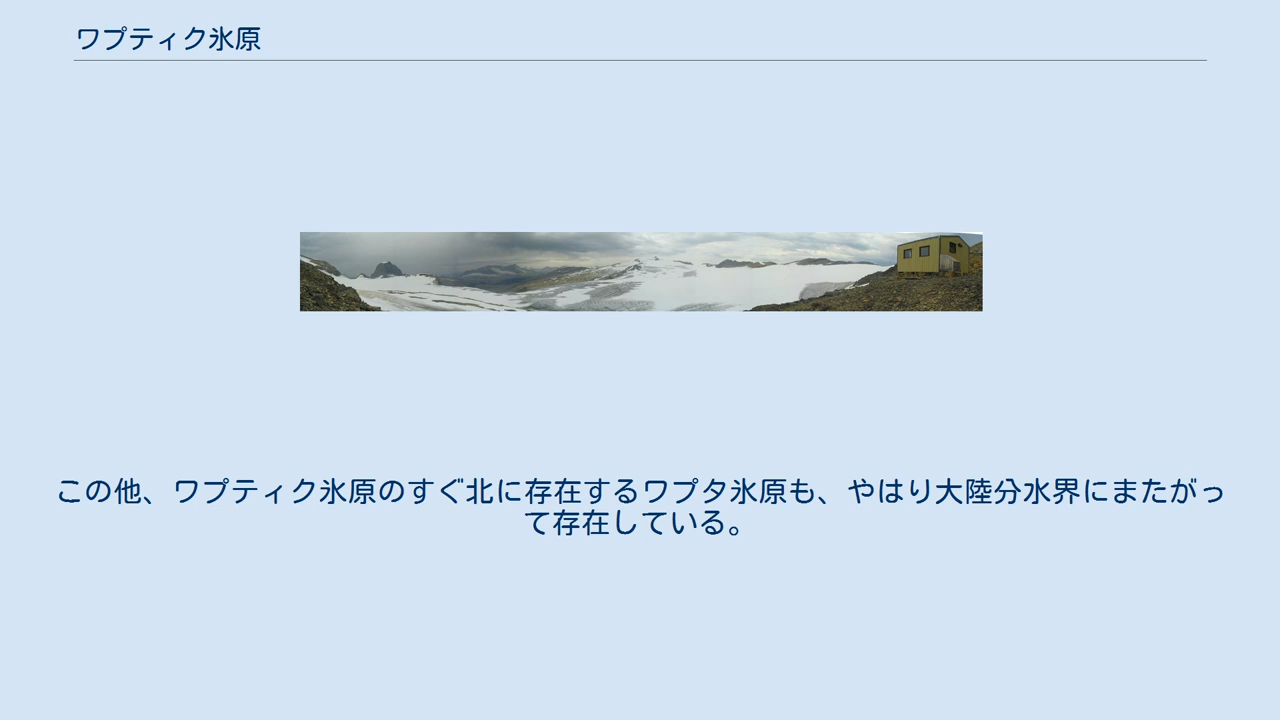 ワプティク氷原
この他、ワプティク氷原のすぐ北に存在するワプタ氷原も、やはり大陸分水界にまたがっ
て存在している。